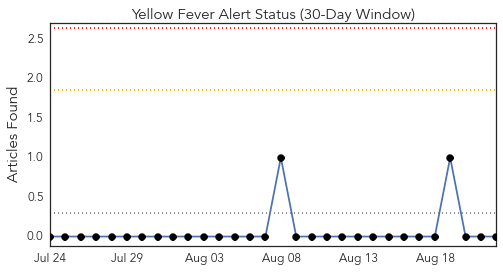 Yellow Fever Alert Status (30-Day Window)
Articles Found
2.5
2.0
1.5
1.0
0.5
0.0
Jul 24 Jul 29 Aug 03 Aug 08 Aug 13 Aug 18